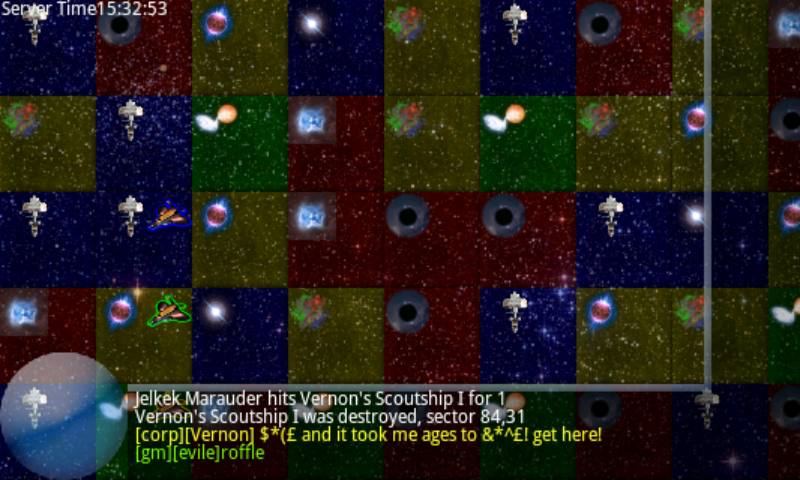 Server Time15:32:53
Jelkek Marauder hits Vernon's Scoutship I for 1
Vernon's Scoutship I was destroyed, sector 84,31
[corp][Vernon] $*(£ and it took me ages to &*^£! get here!
[gm][evile]roffle